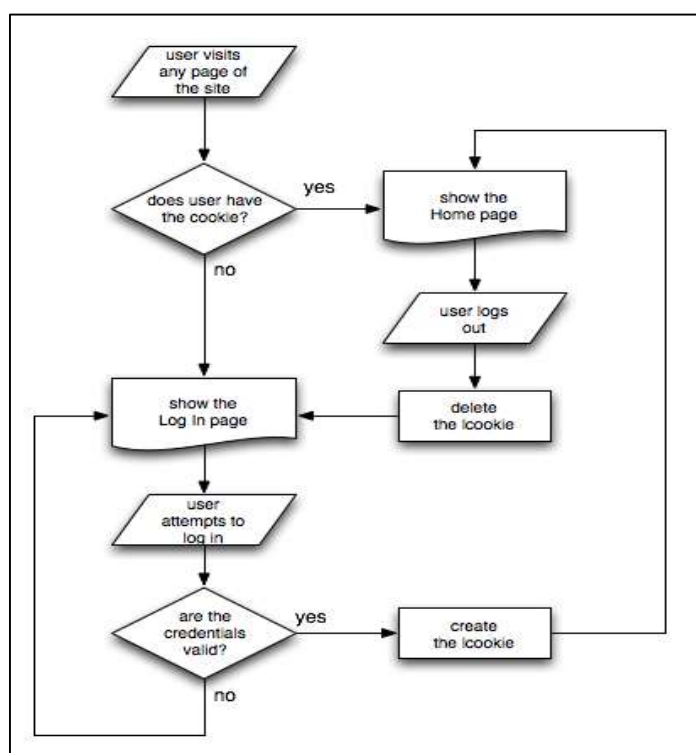 user visits
any page of
the site
does user have
the cookie?
yes
show the
Home page
no
user logs
out
show the
Log In page
delete
the lcookie
user
attempts to
log in
are the
credentials
valid?
yes
create
the lcookie
no